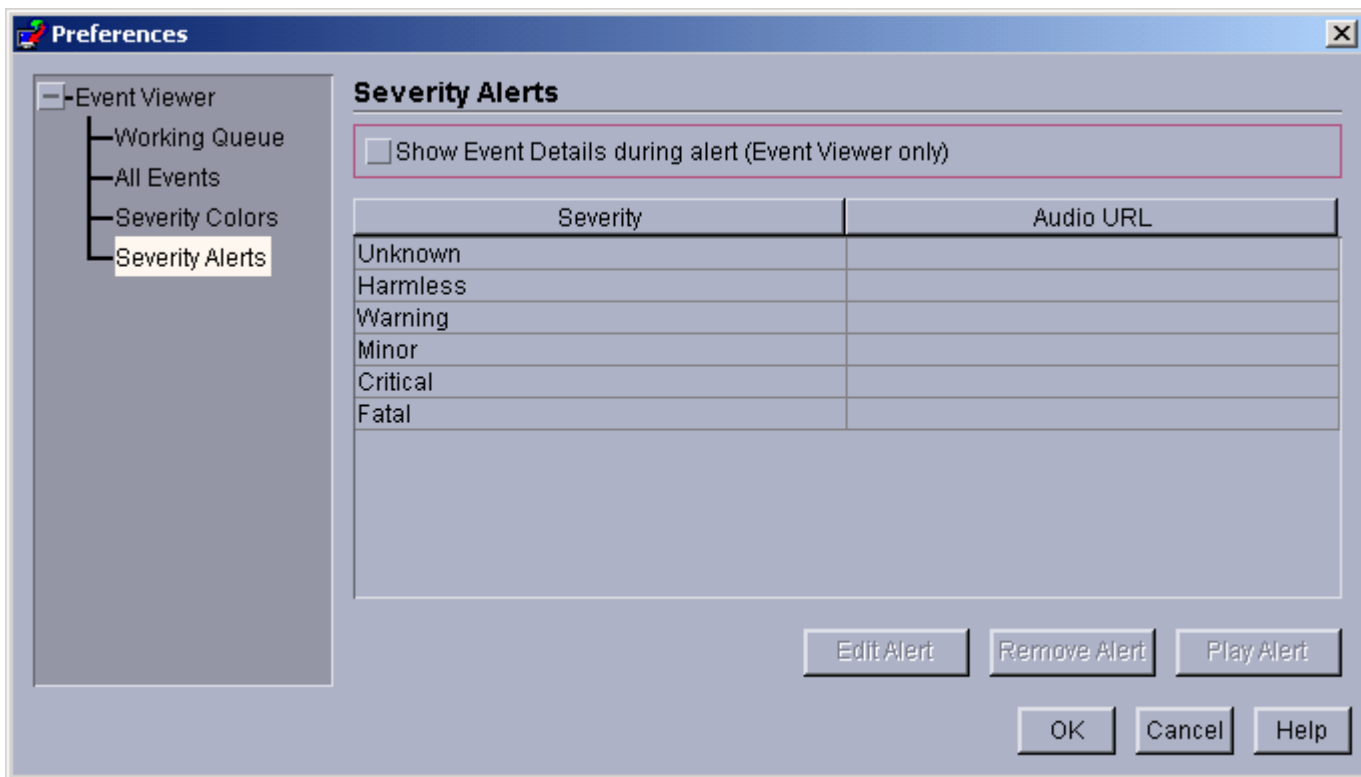 Preferences
Event Viewer
Working Queue
All Events
Severity Colors
Severity Alerts
Severity Alerts
Show Event Details during alert (Event Viewer only)
Severity Audio URL
Unknown
Harmless
Warning
Minor
Critical
Fatal
Edit Alert Remove Alert Play Alert
OK Cancel Help